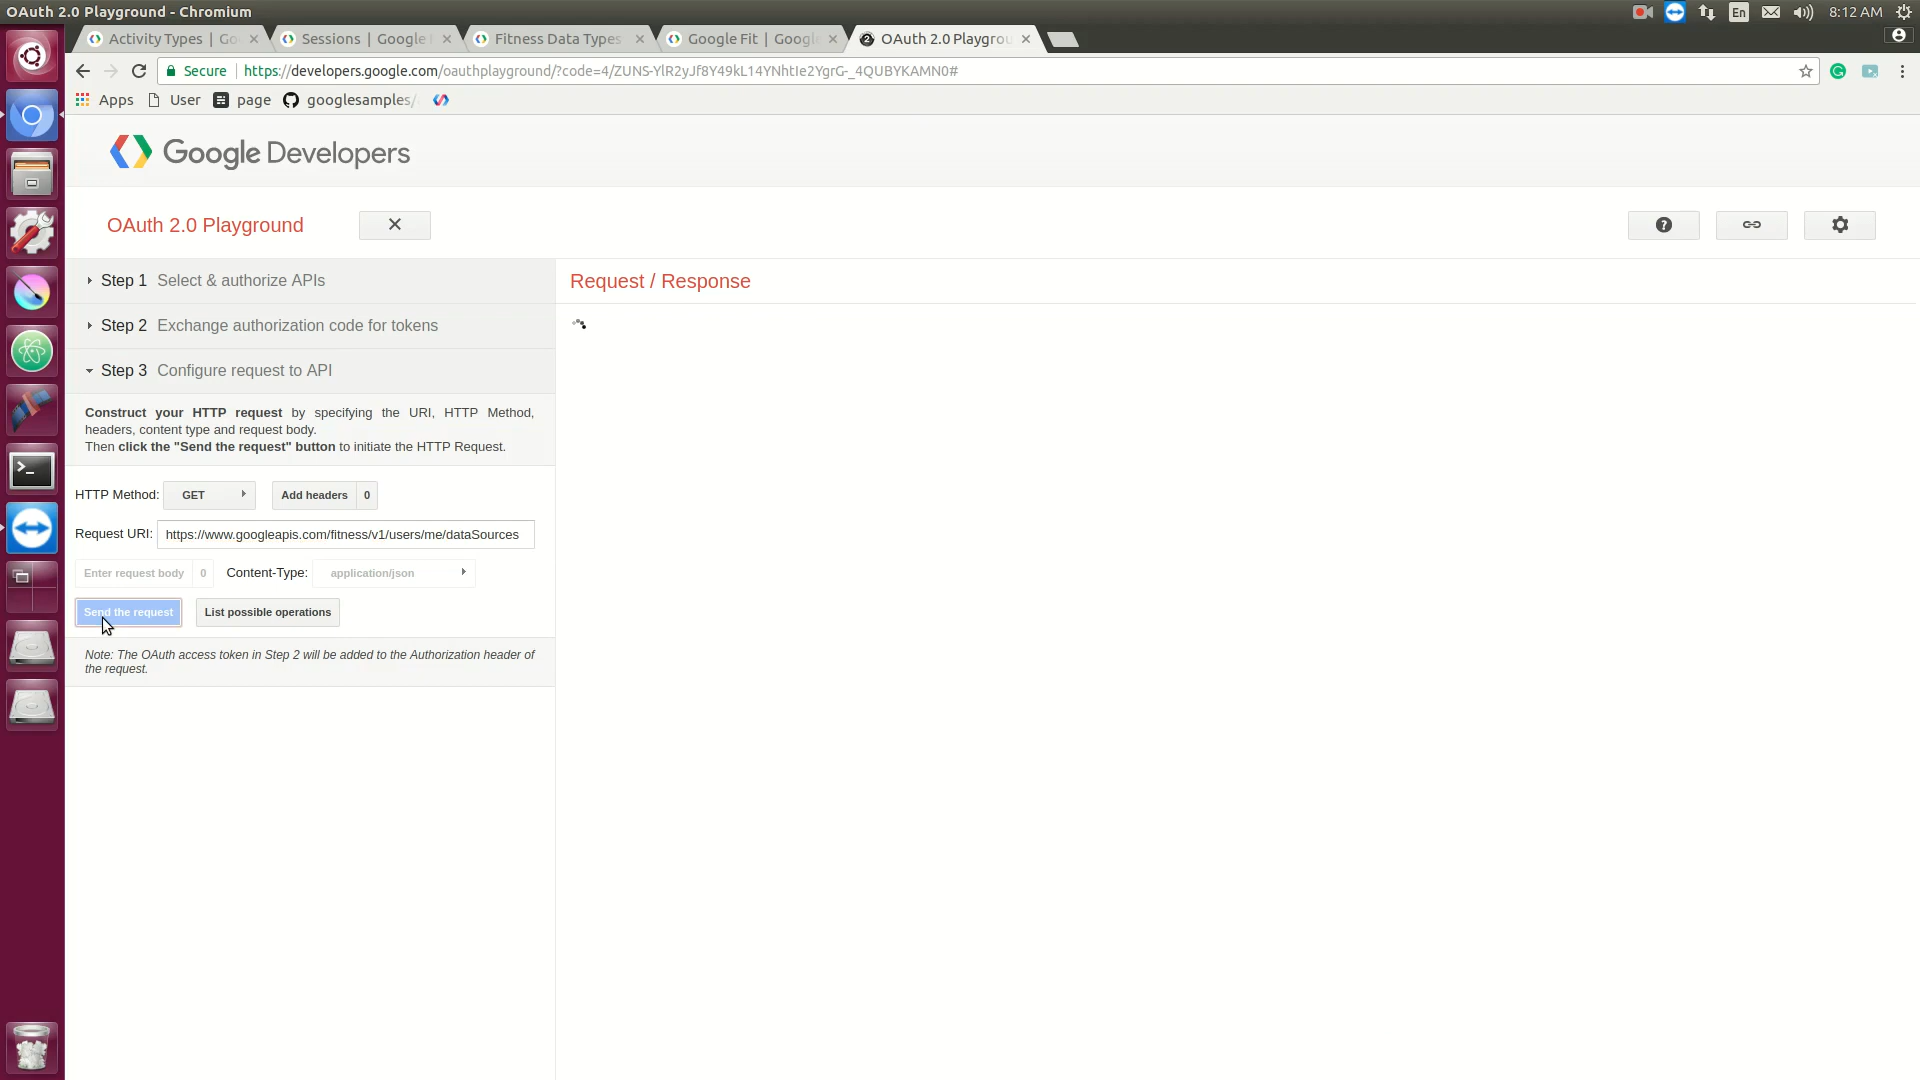 OAuth 2.0 Playground - Chromium
En
8:12 AM
Activity Types | Go
Sessions | Google
Fitness Data Types
Google Fit | Google
OAuth 2.0 Playgrou
Secure
https://developers.google.com/oauthplayground/?code=4/ZUNS-YlR2yJf8Y49kL14YNhtIe2YgrG-_4QUBYKAMN0#
Apps
User
page
googlesamples/
Google Developers
OAuth 2.0 Playground
Step 1 Select & authorize APIs
Step 2 Exchange authorization code for tokens
Step 3 Configure request to API
Construct your HTTP request by specifying the URI, HTTP Method,
headers, content type and request body.
Then click the "Send the request" button to initiate the HTTP Request.
HTTP Method: GET Add headers 0
Request URI: https://www.googleapis.com/fitness/v1/users/me/dataSources
Enter request body 0 Content-Type: application/json
Send the request List possible operations
Note: The OAuth access token in Step 2 will be added to the Authorization header of
the request.
Request / Response